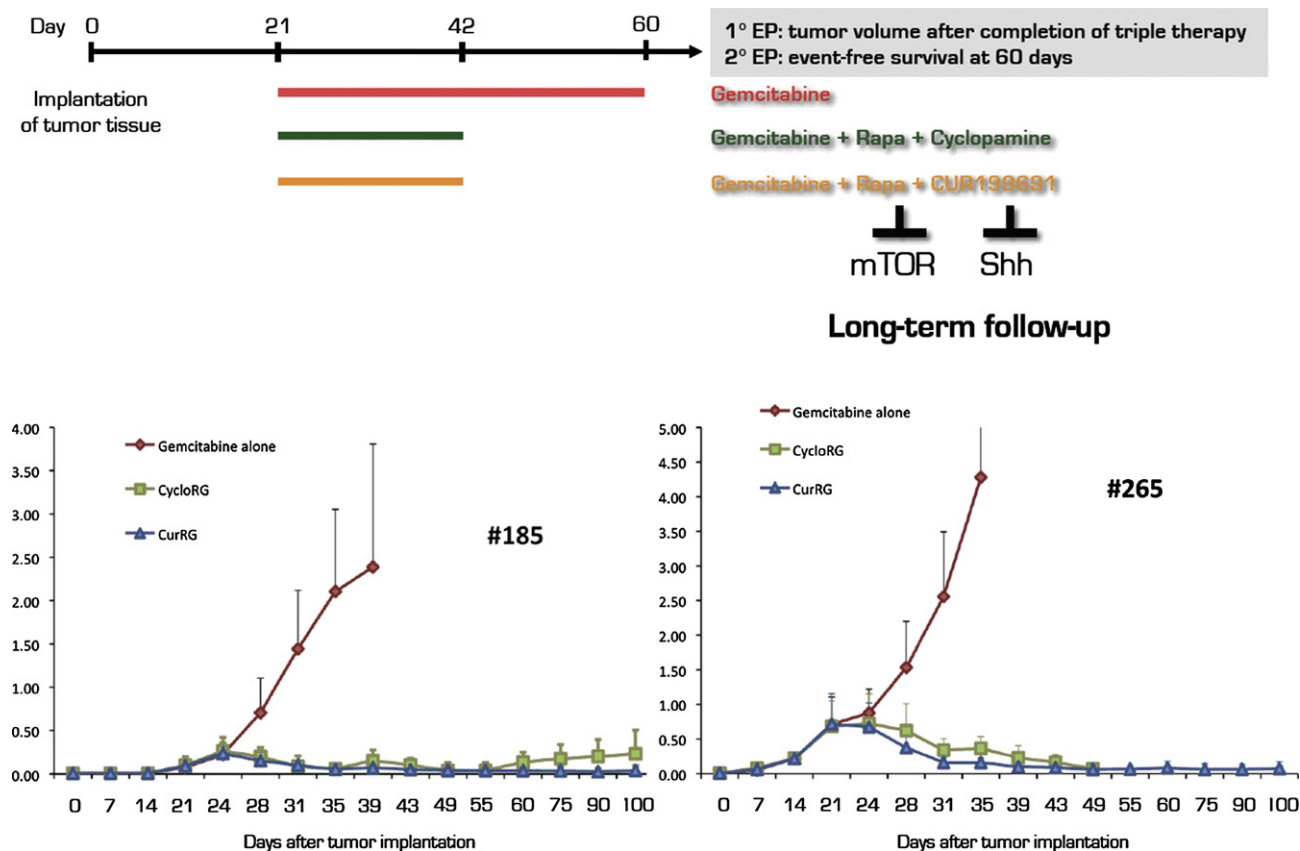 Day 0 21 42 60
1° EP: tumor volume after completion of triple therapy
2° EP: event-free survival at 60 days
Implantation
of tumor tissue
Gemcitabine
Gemcitabine + Rapa + Cyclopamine
Gemcitabine + Rapa + CUR199691
mTOR Shh
Long-term follow-up
4.00
3.50
3.00
2.50
2.00
1.50
1.00
0.50
0.00
Gemcitabine alone
CycloRG
CurRG
#185
0 7 14 21 24 28 31 35 39 43 49 55 60 75 90 100
Days after tumor implantation
5.00
4.50
4.00
3.50
3.00
2.50
2.00
1.50
1.00
0.50
0.00
Gemcitabine alone
CycloRG
CurRG
#265
0 7 14 21 24 28 31 35 39 43 49 55 60 75 90 100
Days after tumor implantation